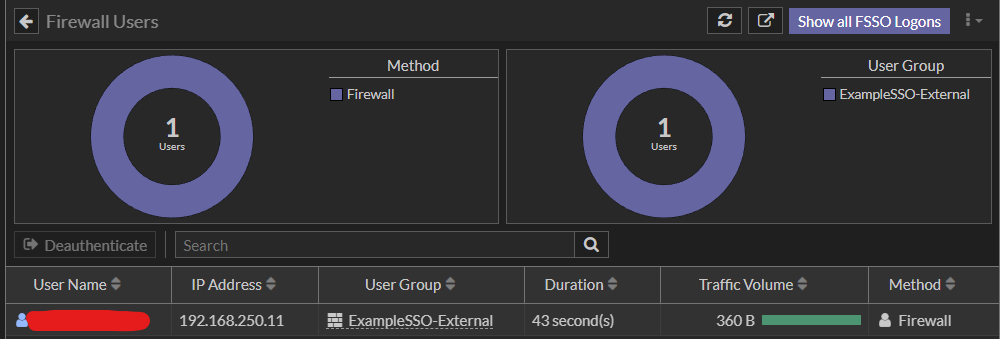 Firewall Users
Show all FSSO Logons
Method
Firewall
1
Users
User Group
ExampleSSO-External
1
Users
Deauthenticate
Search
User Name IP Address User Group Duration Traffic Volume Method
192.168.250.11 ExampleSSO-External 43 second(s) 360 B Firewall